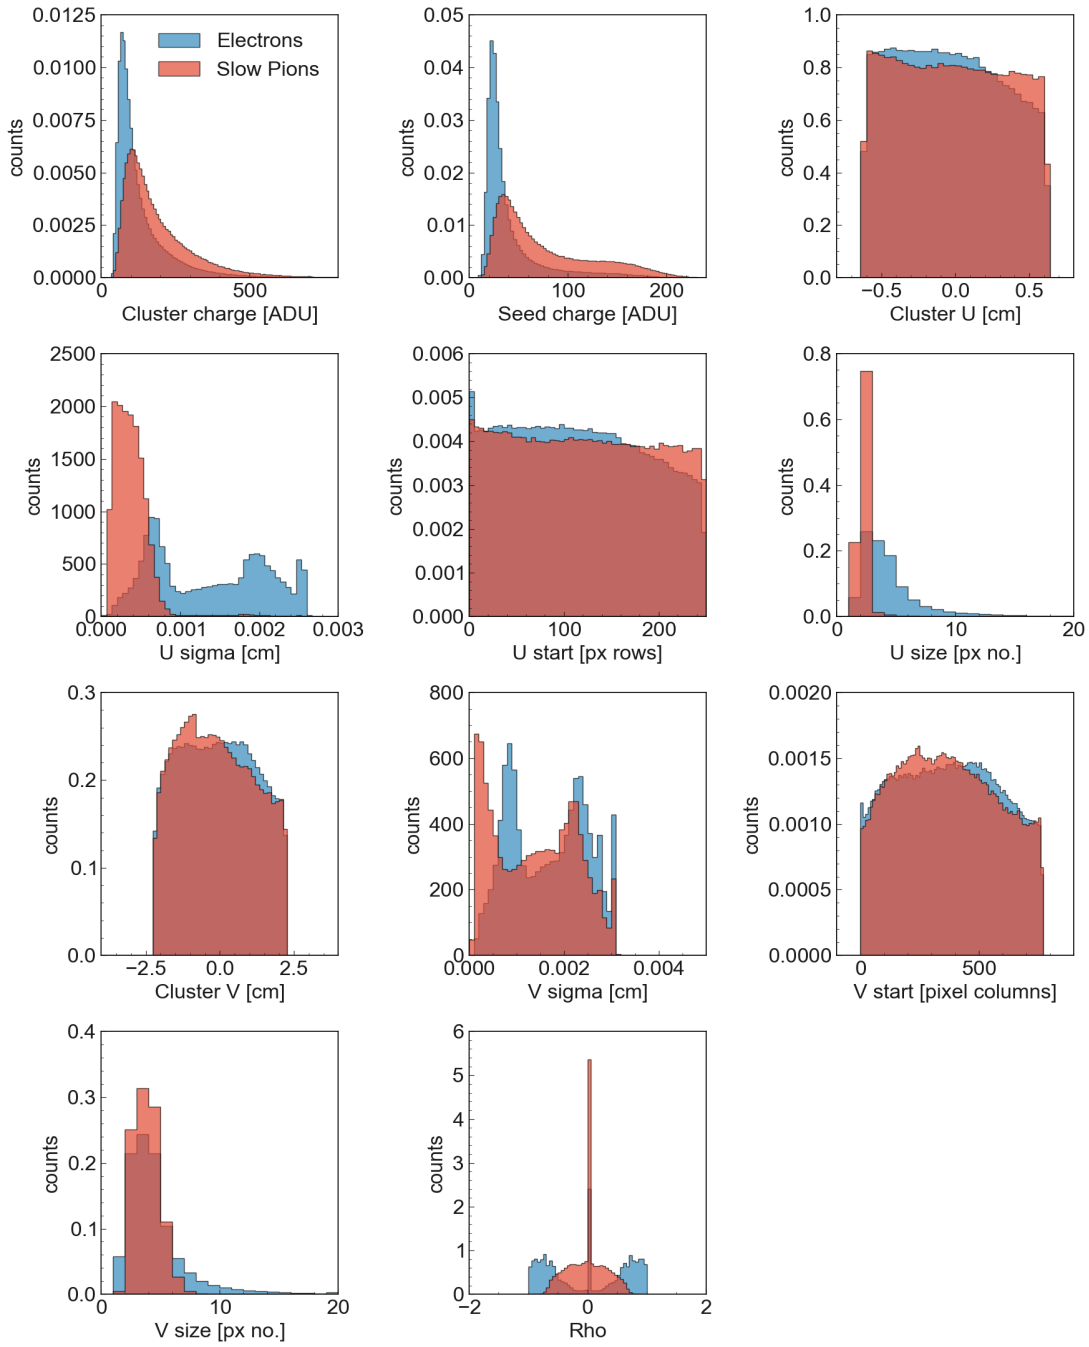 0.0125
0.0100
0.0075
0.0050
0.0025
0.0000
counts
0 500
Cluster charge [ADU]
Electrons
Slow Pions
0.05
0.04
0.03
0.02
0.01
0.00
counts
0 100 200
Seed charge [ADU]
1.0
0.8
0.6
0.4
0.2
0.0
counts
−0.5 0.0 0.5
Cluster U [cm]
2500
2000
1500
1000
500
0
counts
0.000 0.001 0.002 0.003
U sigma [cm]
0.006
0.005
0.004
0.003
0.002
0.001
0.000
counts
0 100 200
U start [px rows]
0.8
0.6
0.4
0.2
0.0
counts
0 10 20
U size [px no.]
0.3
0.2
0.1
0.0
counts
−2.5 0.0 2.5
Cluster V [cm]
800
600
400
200
0
counts
0.000 0.002 0.004
V sigma [cm]
0.0020
0.0015
0.0010
0.0005
0.0000
counts
0 500
V start [pixel columns]
0.4
0.3
0.2
0.1
0.0
counts
0 10 20
V size [px no.]
6
5
4
3
2
1
0
counts
−2 0 2
Rho